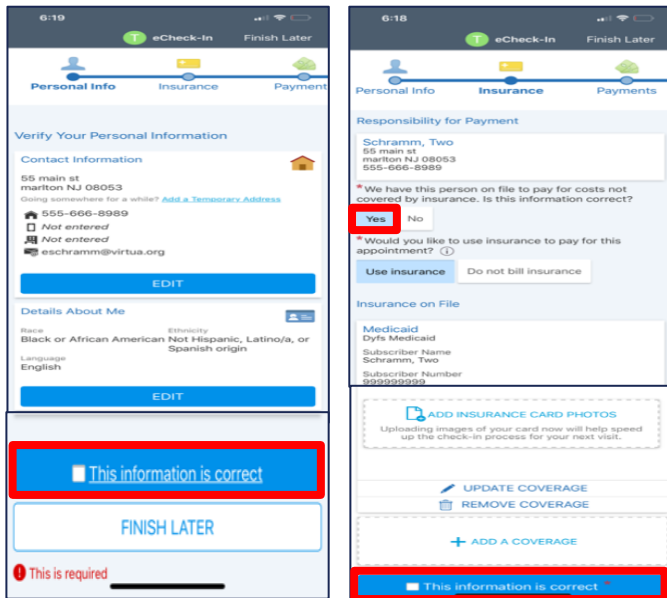 6:19
T eCheck-In Finish Later
Personal Info Insurance Payment
Verify Your Personal Information
Contact Information
55 main st
marlton NJ 08053
Going somewhere for a while? Add a Temporary Address
555-666-8989
Not entered
Not entered
eschramm@virtua.org
EDIT
Details About Me
Race Ethnicity
Black or African American Not Hispanic, Latino/a, or
Spanish origin
Language
English
EDIT
This information is correct
FINISH LATER
This is required
6:18
T eCheck-In Finish Later
Personal Info Insurance Payments
Responsibility for Payment
Schramm, Two
55 main st
marlton NJ 08053
555-666-8989
*We have this person on file to pay for costs not
covered by insurance. Is this information correct?
Yes No
*Would you like to use insurance to pay for this
appointment?
Use insurance Do not bill insurance
Insurance on File
Medicaid
Dyfs Medicaid
Subscriber Name
Schramm, Two
Subscriber Number
999999999
ADD INSURANCE CARD PHOTOS
Uploading images of your card now will help speed
up the check-in process for your next visit.
UPDATE COVERAGE
REMOVE COVERAGE
+ ADD A COVERAGE
This information is correct *